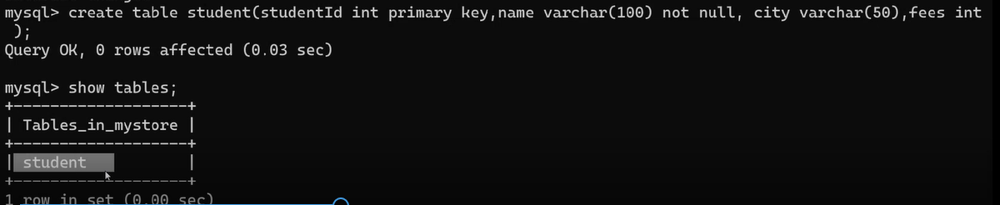 mysql> create table student(studentId int primary key,name varchar(100) not null, city varchar(50),fees int
);
Query OK, 0 rows affected (0.03 sec)
mysql> show tables;
+-------------------+
| Tables_in_mystore |
+-------------------+
| student           |
+-------------------+
1 row in set (0.00 sec)